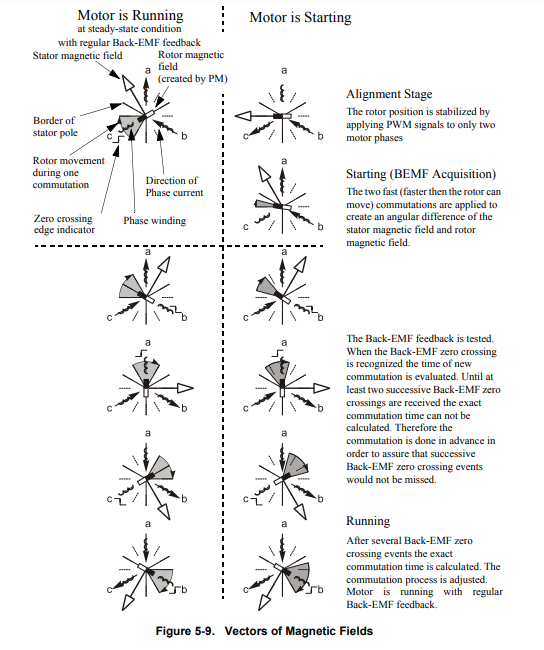 Motor is Running
at steady-state condition
with regular Back-EMF feedback
Stator magnetic field
Rotor magnetic
field
(created by PM)
a
Border of
stator pole
c
b
Rotor movement
during one
commutation
Direction of
Phase current
Zero crossing
edge indicator
Phase winding
Motor is Starting
a
c
b
Alignment Stage
The rotor position is stabilized by
applying PWM signals to only two
motor phases
a
c
b
Starting (BEMF Acquisition)
The two fast (faster then the rotor can
move) commutations are applied to
create an angular difference of the
stator magnetic field and rotor
magnetic field.
a
c
b
a
c
b
a
c
b
a
c
b
The Back-EMF feedback is tested.
When the Back-EMF zero crossing
is recognized the time of new
commutation is evaluated. Until at
least two successive Back-EMF zero
crossings are received the exact
commutation time can not be
calculated. Therefore the
commutation is done in advance in
order to assure that successive
Back-EMF zero crossing events
would not be missed.
a
c
b
a
c
b
a
c
b
a
c
b
Running
After several Back-EMF zero
crossing events the exact
commutation time is calculated. The
commutation process is adjusted.
Motor is running with regular
Back-EMF feedback.
Figure 5-9. Vectors of Magnetic Fields